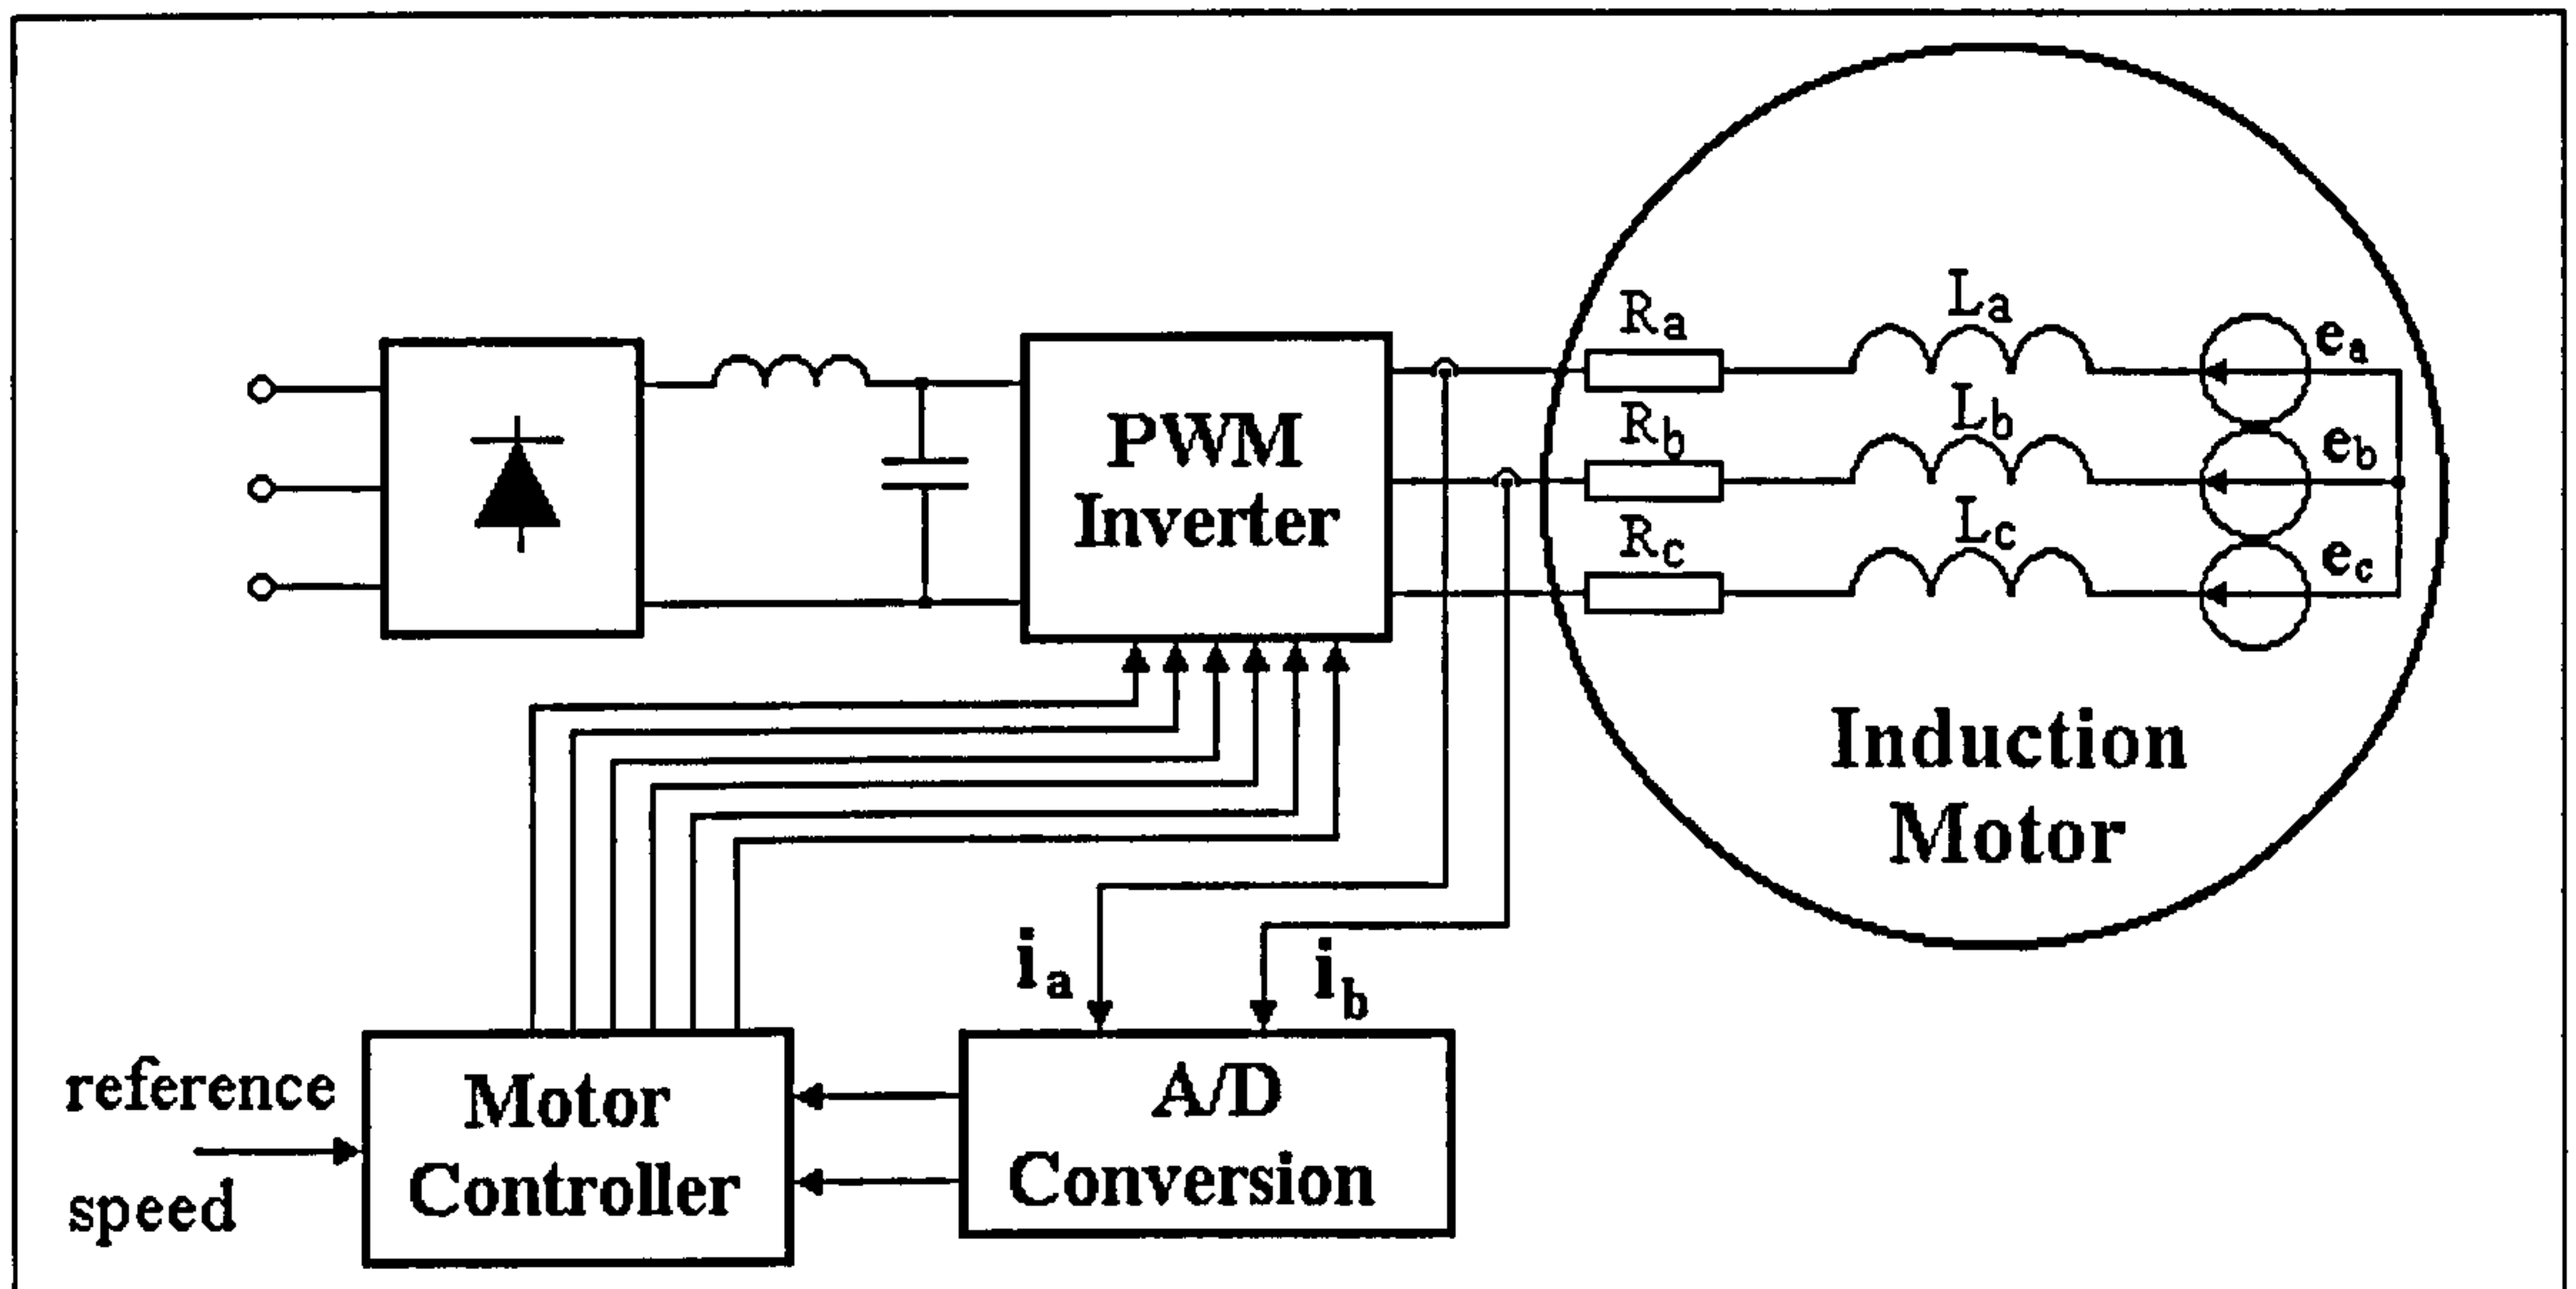 PWM
Inverter
Ra
La
ea
Rb
Lb
eb
Rc
Lc
ec
Induction
Motor
ia
ib
reference
speed
Motor
Controller
A/D
Conversion